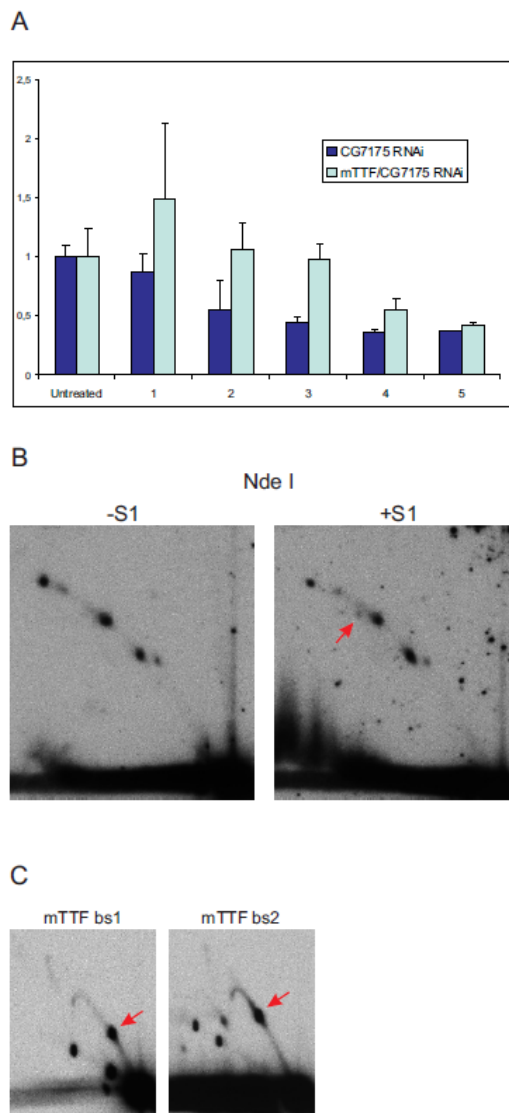 A
2,5
2
1,5
1
0,5
0
CG7175 RNAi
mTTF/CG7175 RNAi
Untreated 1 2 3 4 5
B
Nde I
-S1 +S1
C
mTTF bs1 mTTF bs2